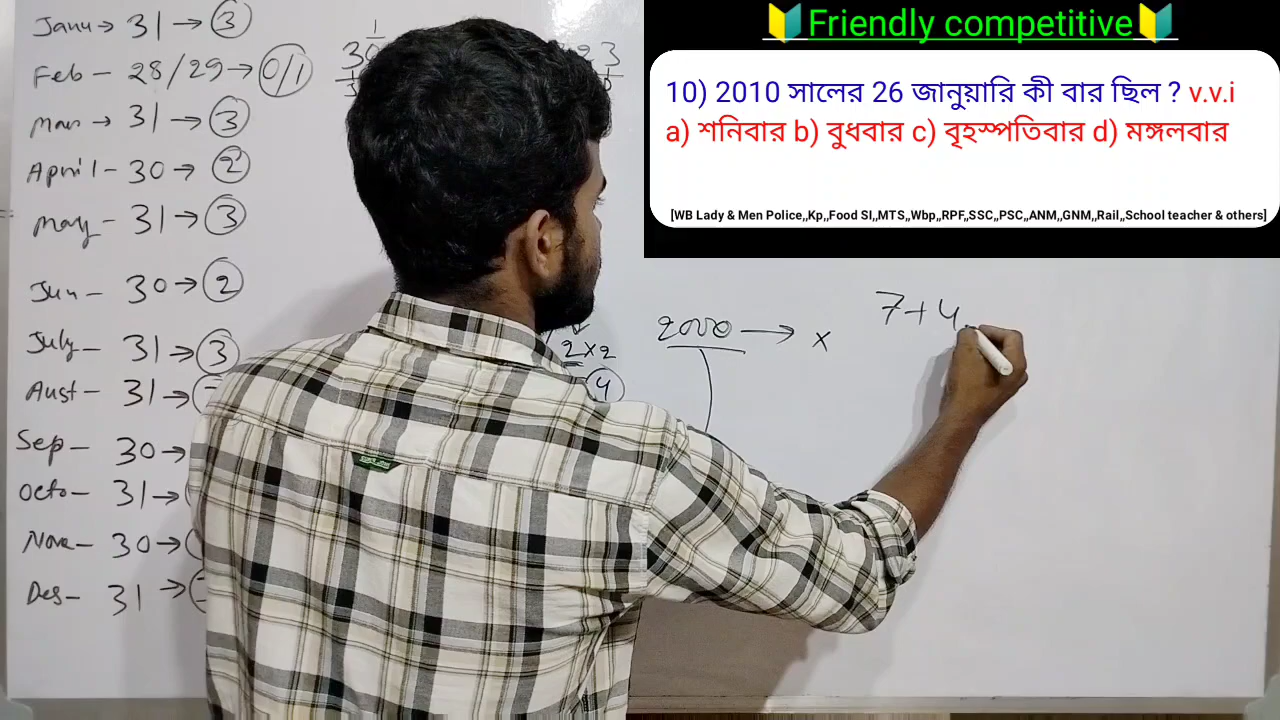 🔰Friendly competitive🔰
10) 2010 সালের 26 জানুয়ারি কী বার ছিল ? v.v.i
a) শনিবার b) বুধবার c) বৃহস্পতিবার d) মঙ্গলবার
[WB Lady & Men Police,,Kp,,Food SI,,MTS,,Wbp,,RPF,,SSC,,PSC,,ANM,,GNM,,Rail,,School teacher & others]
Janu → 31 → 3
Feb – 28/29 → 0/1
Mar → 31 → 3
April – 30 → 2
May – 31 → 3
Jun – 30 → 2
July – 31 → 3
Aust – 31 →
Sep – 30 →
Octo – 31 →
Nove – 30 →
Des – 31 →
2×2
4
2000 → x
7+4